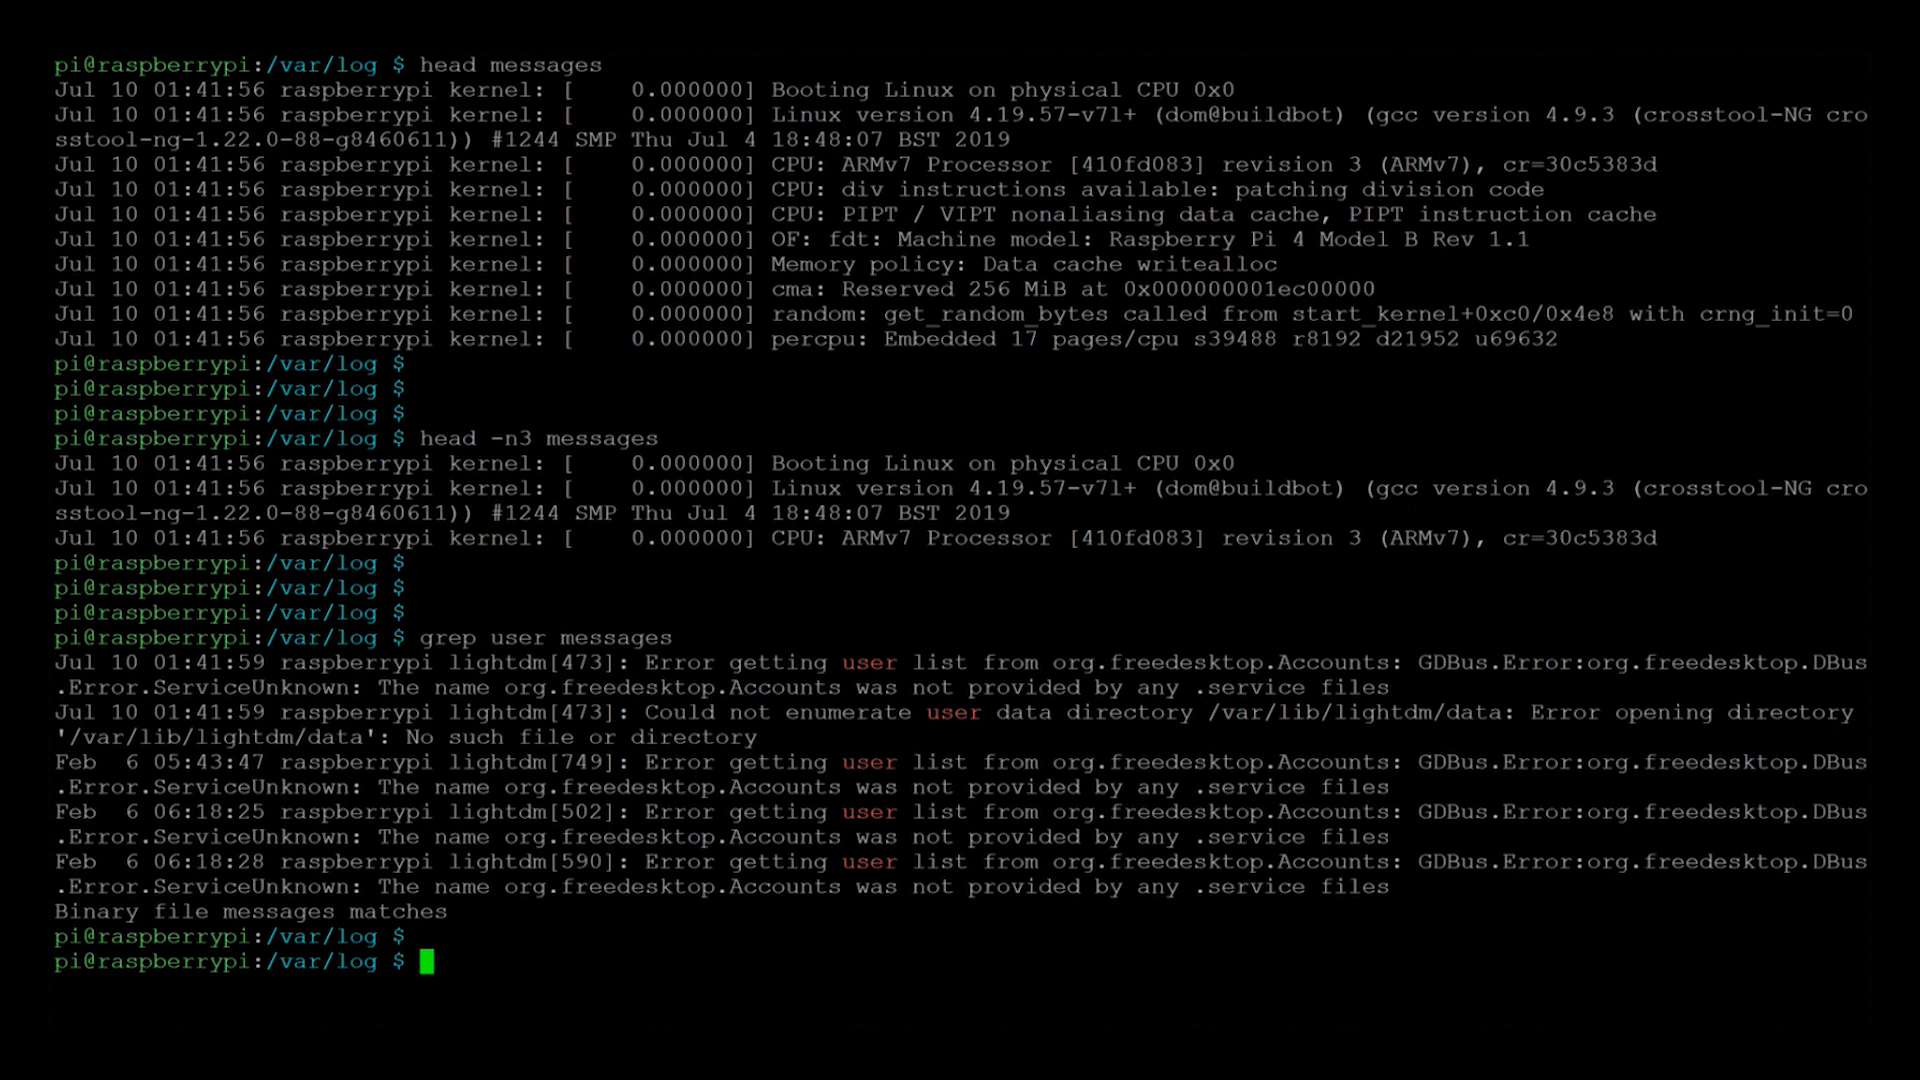 pi@raspberrypi:/var/log $ head messages
Jul 10 01:41:56 raspberrypi kernel: [    0.000000] Booting Linux on physical CPU 0x0
Jul 10 01:41:56 raspberrypi kernel: [    0.000000] Linux version 4.19.57-v7l+ (dom@buildbot) (gcc version 4.9.3 (crosstool-NG cro
sstool-ng-1.22.0-88-g8460611)) #1244 SMP Thu Jul 4 18:48:07 BST 2019
Jul 10 01:41:56 raspberrypi kernel: [    0.000000] CPU: ARMv7 Processor [410fd083] revision 3 (ARMv7), cr=30c5383d
Jul 10 01:41:56 raspberrypi kernel: [    0.000000] CPU: div instructions available: patching division code
Jul 10 01:41:56 raspberrypi kernel: [    0.000000] CPU: PIPT / VIPT nonaliasing data cache, PIPT instruction cache
Jul 10 01:41:56 raspberrypi kernel: [    0.000000] OF: fdt: Machine model: Raspberry Pi 4 Model B Rev 1.1
Jul 10 01:41:56 raspberrypi kernel: [    0.000000] Memory policy: Data cache writealloc
Jul 10 01:41:56 raspberrypi kernel: [    0.000000] cma: Reserved 256 MiB at 0x000000001ec00000
Jul 10 01:41:56 raspberrypi kernel: [    0.000000] random: get_random_bytes called from start_kernel+0xc0/0x4e8 with crng_init=0
Jul 10 01:41:56 raspberrypi kernel: [    0.000000] percpu: Embedded 17 pages/cpu s39488 r8192 d21952 u69632
pi@raspberrypi:/var/log $
pi@raspberrypi:/var/log $
pi@raspberrypi:/var/log $
pi@raspberrypi:/var/log $ head -n3 messages
Jul 10 01:41:56 raspberrypi kernel: [    0.000000] Booting Linux on physical CPU 0x0
Jul 10 01:41:56 raspberrypi kernel: [    0.000000] Linux version 4.19.57-v7l+ (dom@buildbot) (gcc version 4.9.3 (crosstool-NG cro
sstool-ng-1.22.0-88-g8460611)) #1244 SMP Thu Jul 4 18:48:07 BST 2019
Jul 10 01:41:56 raspberrypi kernel: [    0.000000] CPU: ARMv7 Processor [410fd083] revision 3 (ARMv7), cr=30c5383d
pi@raspberrypi:/var/log $
pi@raspberrypi:/var/log $
pi@raspberrypi:/var/log $
pi@raspberrypi:/var/log $ grep user messages
Jul 10 01:41:59 raspberrypi lightdm[473]: Error getting user list from org.freedesktop.Accounts: GDBus.Error:org.freedesktop.DBus
.Error.ServiceUnknown: The name org.freedesktop.Accounts was not provided by any .service files
Jul 10 01:41:59 raspberrypi lightdm[473]: Could not enumerate user data directory /var/lib/lightdm/data: Error opening directory
'/var/lib/lightdm/data': No such file or directory
Feb  6 05:43:47 raspberrypi lightdm[749]: Error getting user list from org.freedesktop.Accounts: GDBus.Error:org.freedesktop.DBus
.Error.ServiceUnknown: The name org.freedesktop.Accounts was not provided by any .service files
Feb  6 06:18:25 raspberrypi lightdm[502]: Error getting user list from org.freedesktop.Accounts: GDBus.Error:org.freedesktop.DBus
.Error.ServiceUnknown: The name org.freedesktop.Accounts was not provided by any .service files
Feb  6 06:18:28 raspberrypi lightdm[590]: Error getting user list from org.freedesktop.Accounts: GDBus.Error:org.freedesktop.DBus
.Error.ServiceUnknown: The name org.freedesktop.Accounts was not provided by any .service files
Binary file messages matches
pi@raspberrypi:/var/log $
pi@raspberrypi:/var/log $